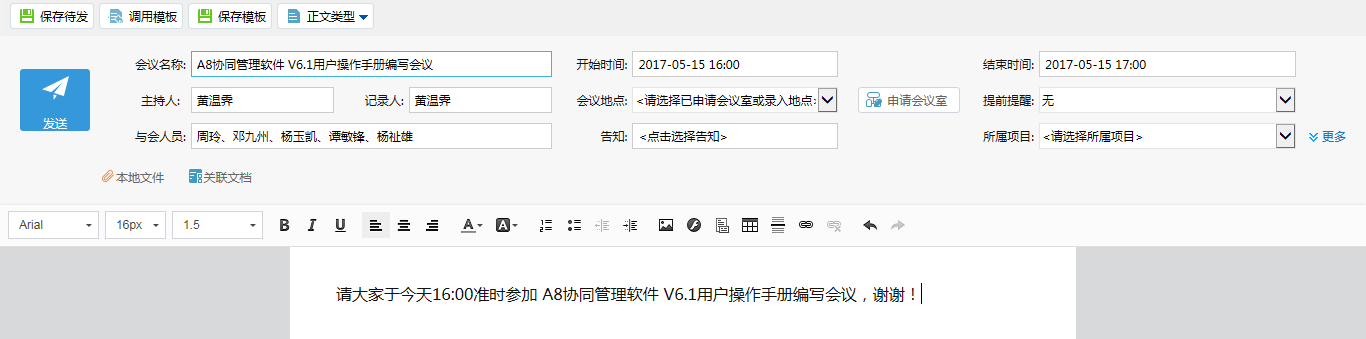 保存待发 调用模板 保存模板 正文类型
会议名称: A8协同管理软件 V6.1用户操作手册编写会议 开始时间: 2017-05-15 16:00 结束时间: 2017-05-15 17:00
发送 主持人: 黄温霁 记录人: 黄温霁 会议地点: <请选择已申请会议室或录入地点> 申请会议室 提前提醒: 无
与会人员: 周玲、邓九州、杨玉凯、谭敏锋、杨祉雄 告知: <点击选择告知> 所属项目: <请选择所属项目> 更多
本地文件 关联文档
Arial 16px 1.5 B I U A A
请大家于今天16:00准时参加 A8协同管理软件 V6.1用户操作手册编写会议，谢谢！